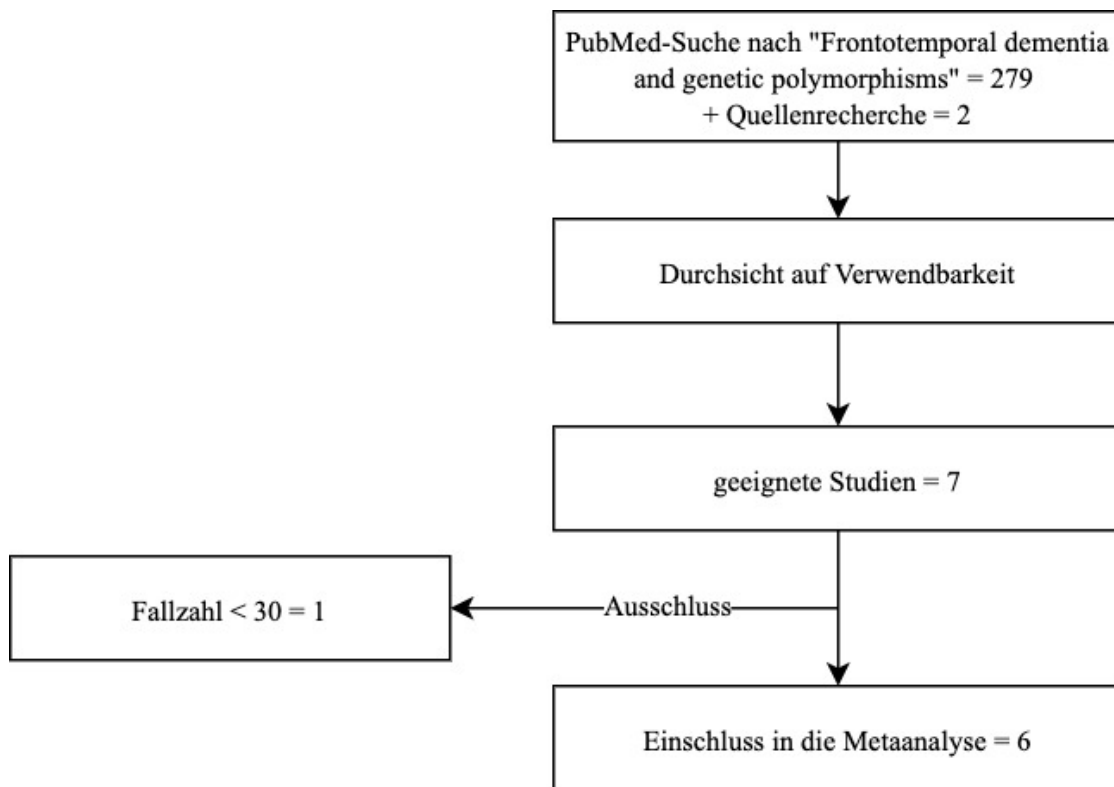 PubMed-Suche nach "Frontotemporal dementia
and genetic polymorphisms" = 279
+ Quellenrecherche = 2
Durchsicht auf Verwendbarkeit
geeignete Studien = 7
Fallzahl < 30 = 1
Ausschluss
Einschluss in die Metaanalyse = 6